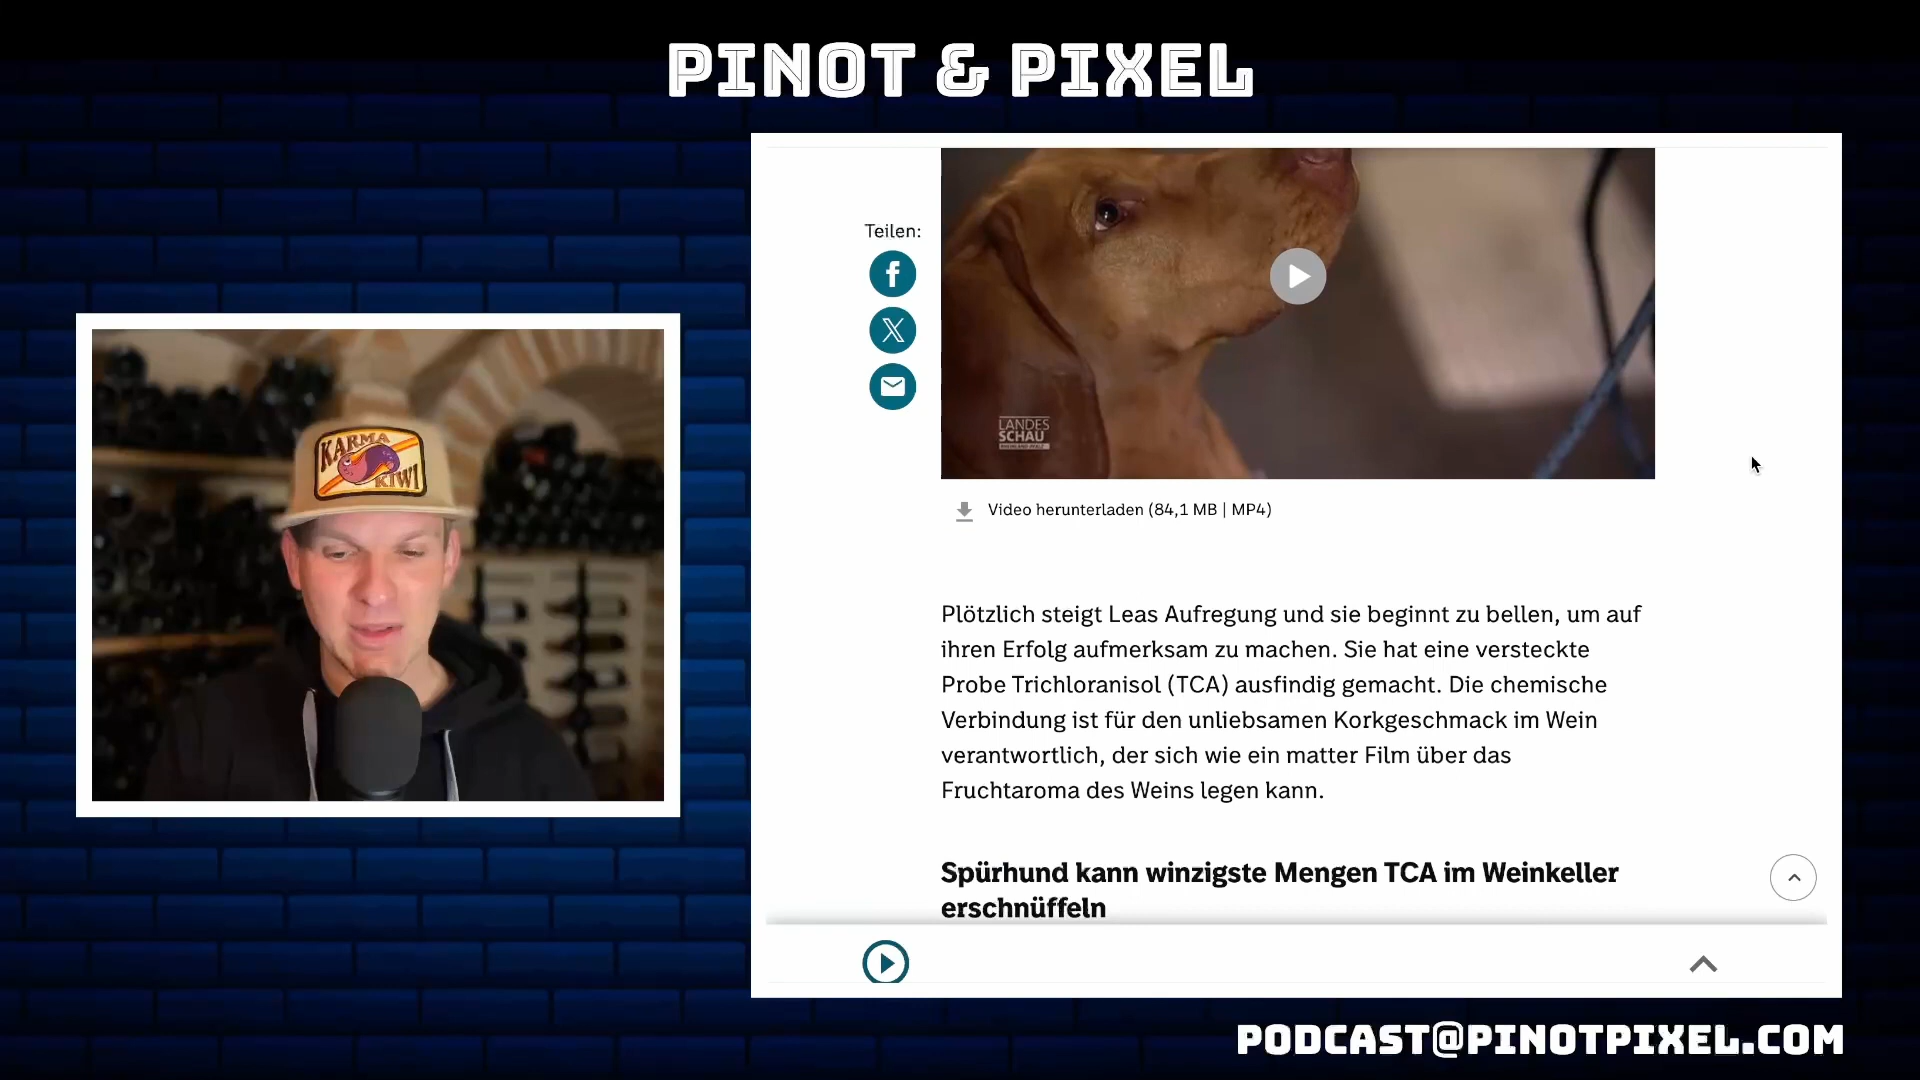 PINOT & PIXEL
Teilen:
LANDES
SCHAU
Video herunterladen (84,1 MB | MP4)
KARMA
KIWI
Plötzlich steigt Leas Aufregung und sie beginnt zu bellen, um auf
ihren Erfolg aufmerksam zu machen. Sie hat eine versteckte
Probe Trichloranisol (TCA) ausfindig gemacht. Die chemische
Verbindung ist für den unliebsamen Korkgeschmack im Wein
verantwortlich, der sich wie ein matter Film über das
Fruchtaroma des Weins legen kann.
Spürhund kann winzigste Mengen TCA im Weinkeller
erschnüffeln
PODCAST@PINOTPIXEL.COM